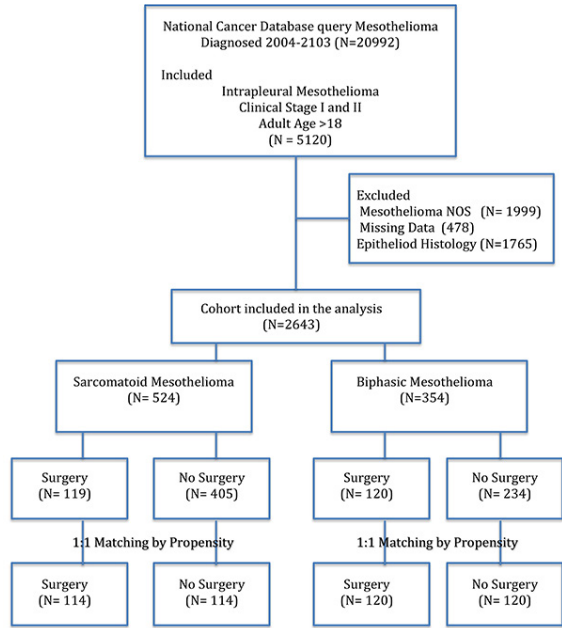 National Cancer Database query Mesothelioma
Diagnosed 2004-2103 (N=20992)
Included
Intrapleural Mesothelioma
Clinical Stage I and II
Adult Age >18
(N = 5120)
Excluded
Mesothelioma NOS (N= 1999)
Missing Data (478)
Epitheliod Histology (N=1765)
Cohort included in the analysis
(N=2643)
Sarcomatoid Mesothelioma
(N= 524)
Biphasic Mesothelioma
(N=354)
Surgery
(N= 119)
No Surgery
(N= 405)
Surgery
(N= 120)
No Surgery
(N= 234)
1:1 Matching by Propensity
1:1 Matching by Propensity
Surgery
(N= 114)
No Surgery
(N= 114)
Surgery
(N= 120)
No Surgery
(N= 120)